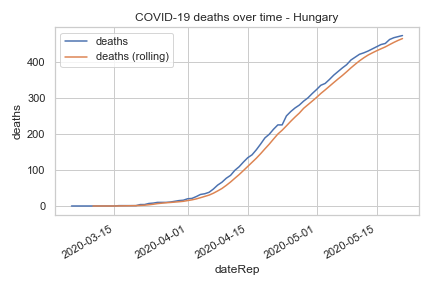 COVID-19 deaths over time - Hungary
deaths
deaths (rolling)
deaths
400
300
200
100
0
2020-03-15
2020-04-01
2020-04-15
2020-05-01
2020-05-15
dateRep